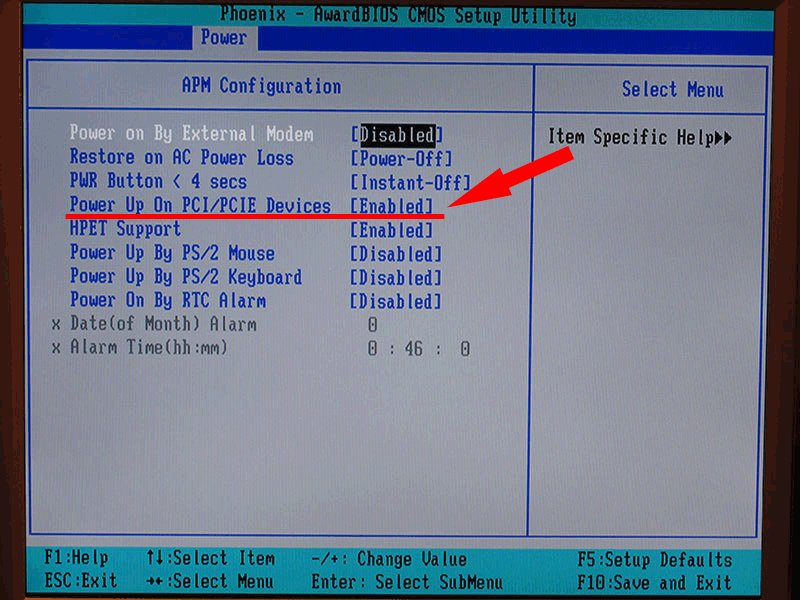 Phoenix - AwardBIOS CMOS Setup Utility
Power
APM Configuration
Select Menu
Power on By External Modem [Disabled]
Item Specific Help▶▶
Restore on AC Power Loss [Power-Off]
PWR Button < 4 secs [Instant-Off]
Power Up On PCI/PCIE Devices [Enabled]
HPET Support [Enabled]
Power Up By PS/2 Mouse [Disabled]
Power Up By PS/2 Keyboard [Disabled]
Power On By RTC Alarm [Disabled]
x Date(of Month) Alarm 0
x Alarm Time(hh:mm) 0 : 46 : 0
F1:Help ↑↓:Select Item -/+: Change Value F5:Setup Defaults
ESC:Exit →←:Select Menu Enter: Select SubMenu F10:Save and Exit